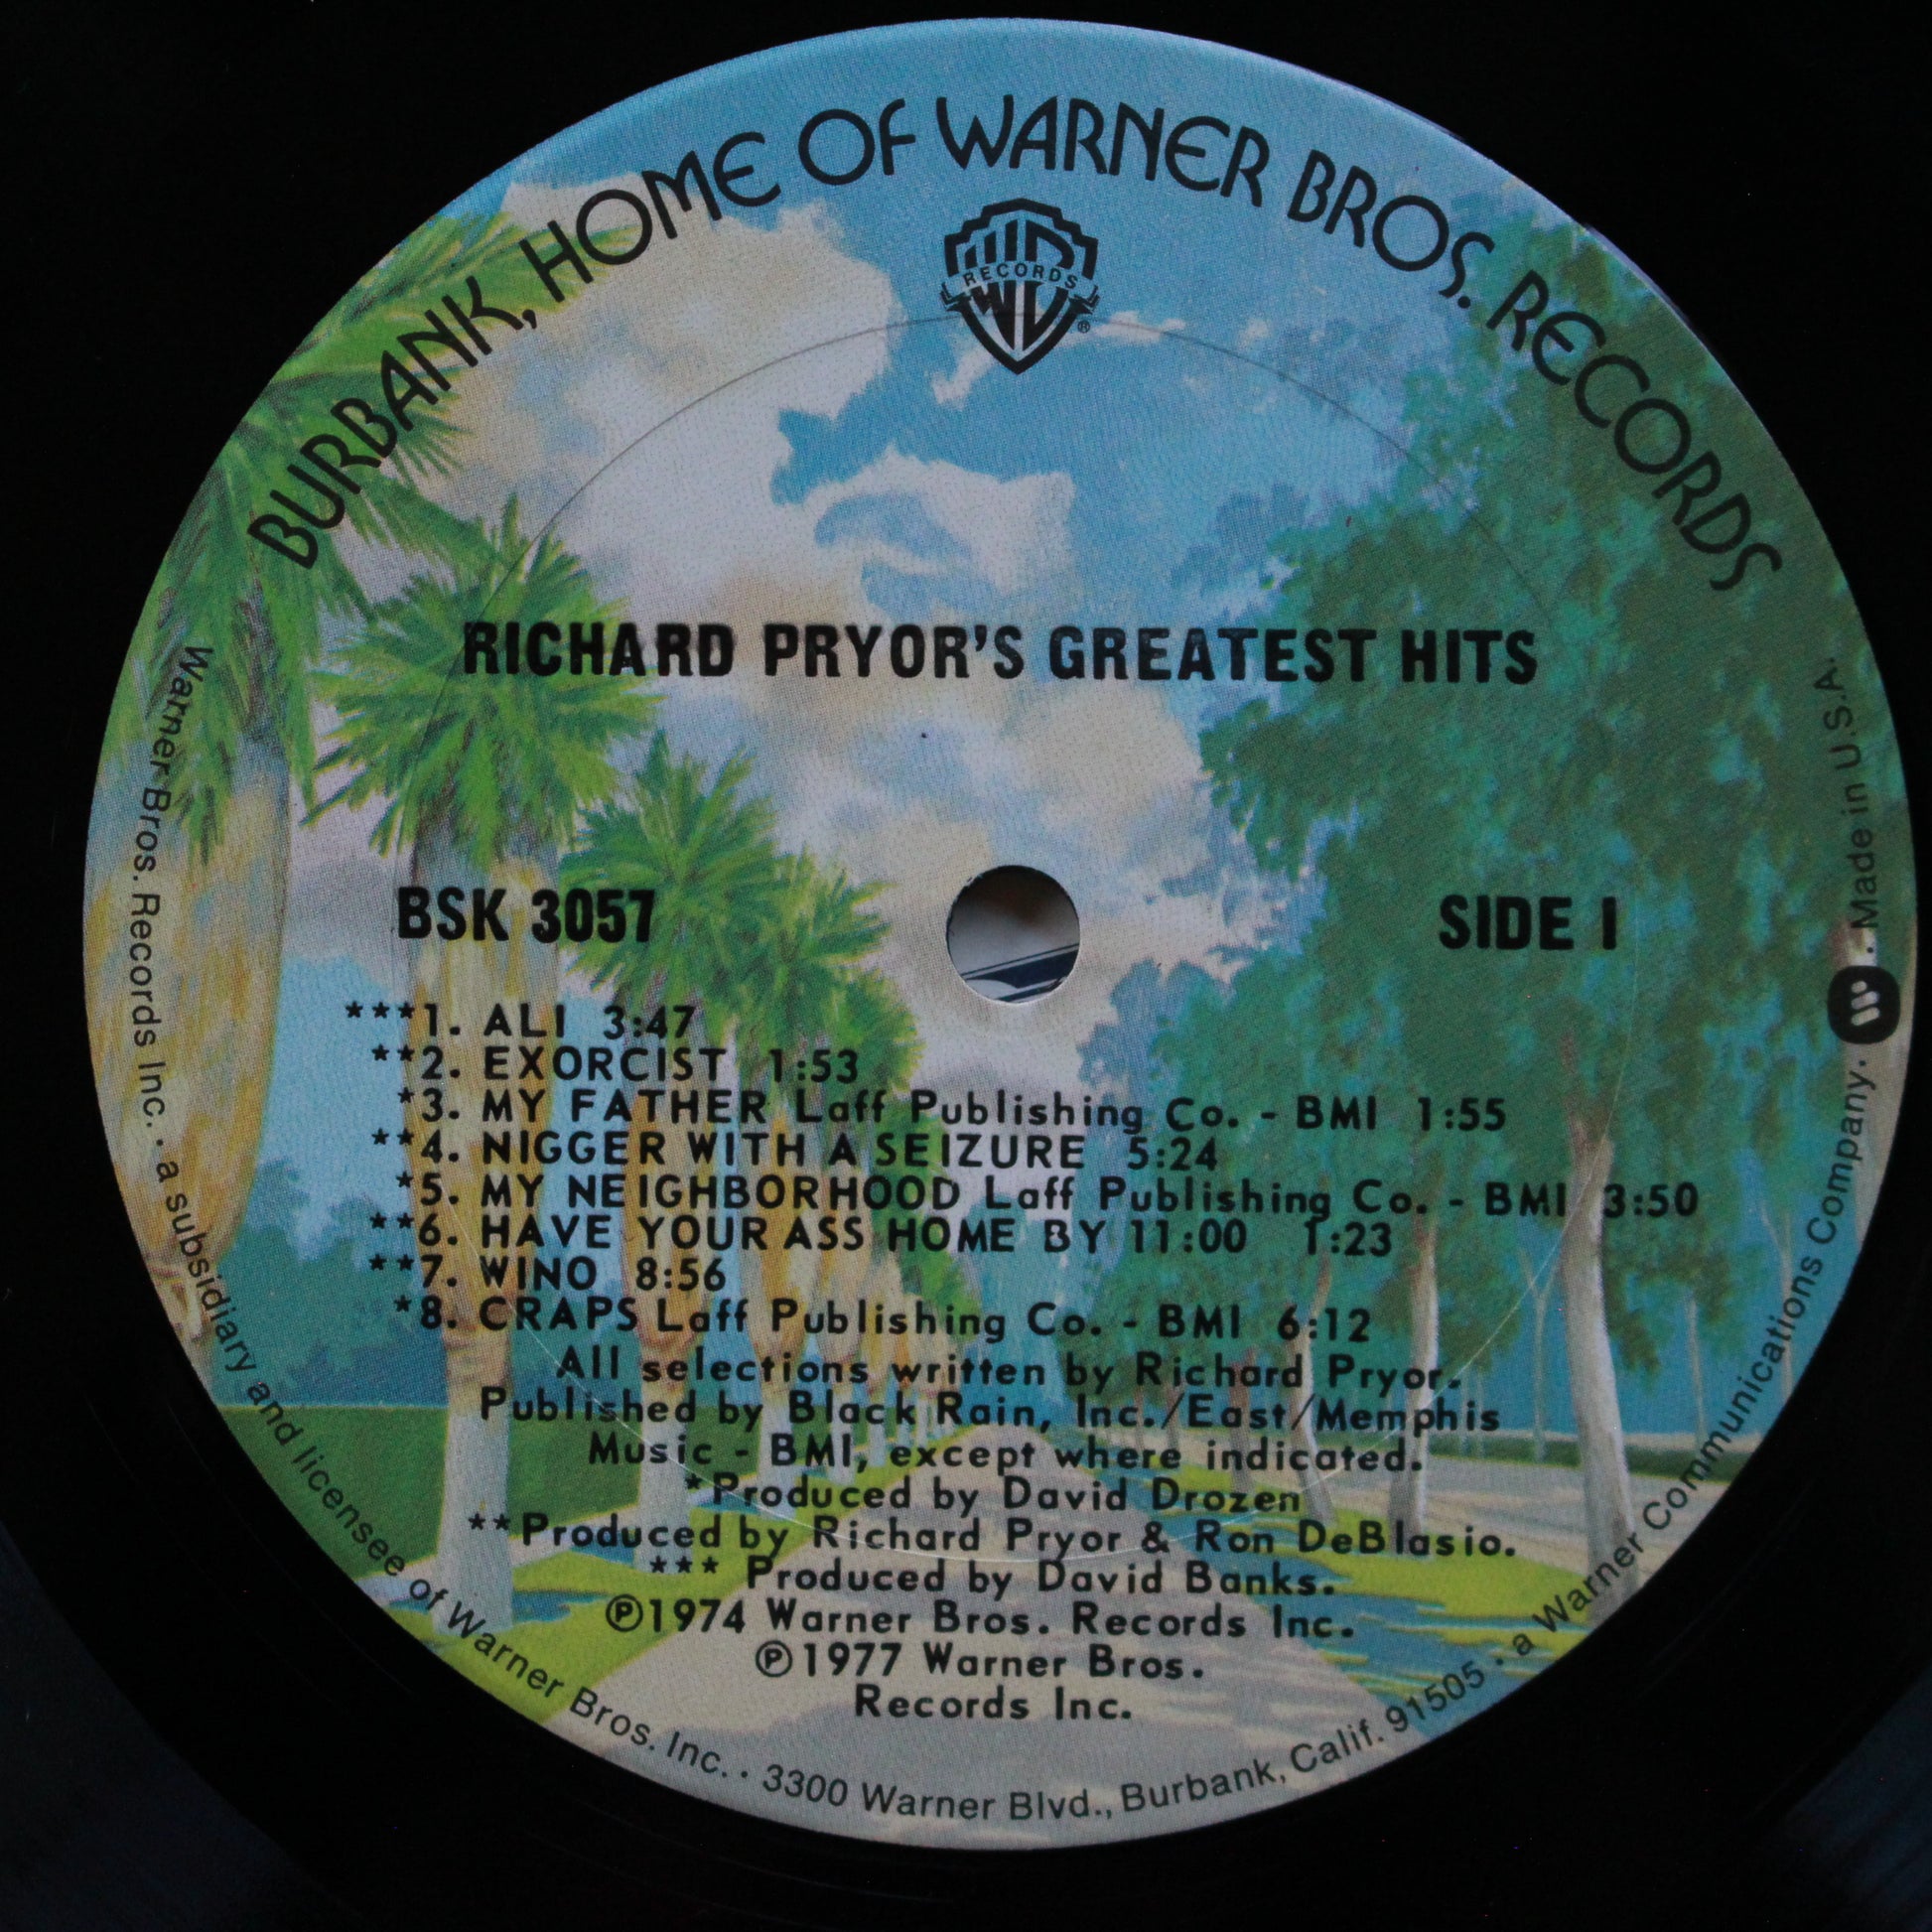 BURBANK, HOME OF WARNER BROS. RECORDS
WB
RECORDS
®
RICHARD PRYOR'S GREATEST HITS
BSK 3057
SIDE 1
***1. ALI 3:47
**2. EXORCIST 1:53
*3. MY FATHER Laff Publishing Co. - BMI 1:55
**4. NIGGER WITH A SEIZURE 5:24
*5. MY NEIGHBORHOOD Laff Publishing Co. - BMI 3:50
**6. HAVE YOUR ASS HOME BY 11:00 1:23
**7. WINO 8:56
*8. CRAPS Laff Publishing Co. - BMI 6:12
All selections written by Richard Pryor.
Published by Black Rain, Inc./East/Memphis
Music - BMI, except where indicated.
*Produced by David Drozen
**Produced by Richard Pryor & Ron DeBlasio.
*** Produced by David Banks.
℗1974 Warner Bros. Records Inc.
℗1977 Warner Bros.
Records Inc.
Warner Bros. Records Inc. · a subsidiary and licensee of Warner Bros. Inc. · 3300 Warner Blvd., Burbank, Calif. 91505 · a Warner Communications Company. · Made in U.S.A.